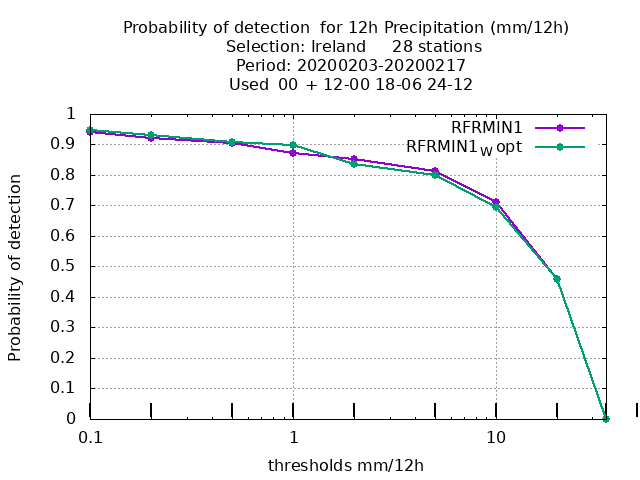 Probability of detection  for 12h Precipitation (mm/12h)
Selection: Ireland     28 stations
Period: 20200203-20200217
Used  00 + 12-00 18-06 24-12
RFRMIN1
RFRMIN1W opt
Probability of detection
1
0.9
0.8
0.7
0.6
0.5
0.4
0.3
0.2
0.1
0
0.1
1
10
thresholds mm/12h